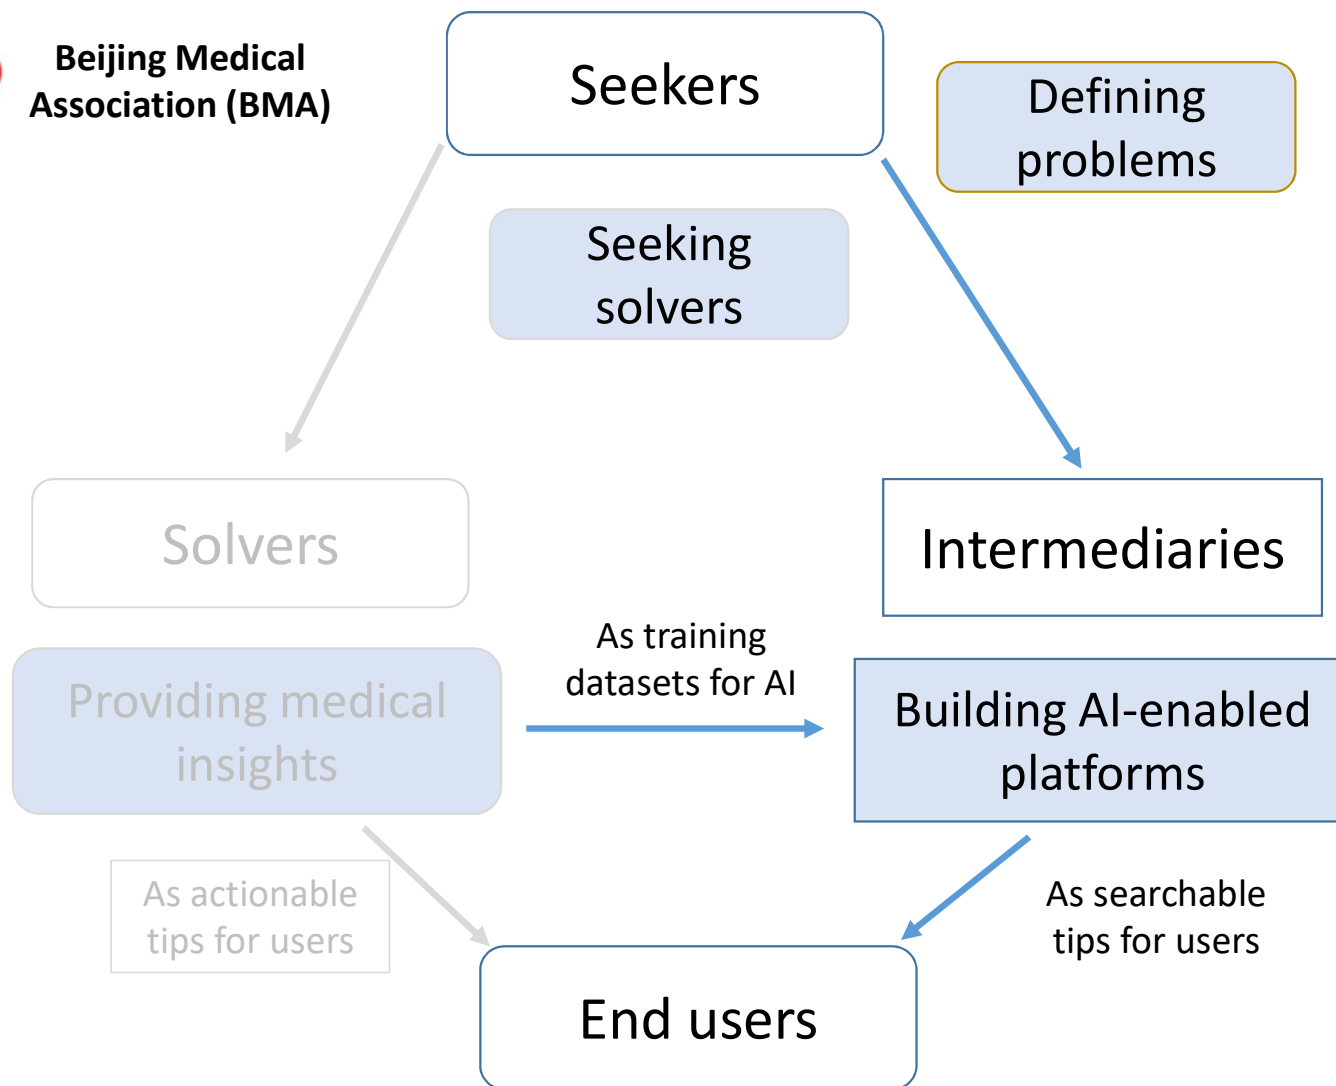 Beijing Medical
Association (BMA)
Seekers
Defining
problems
Seeking
solvers
Solvers
Intermediaries
As training
datasets for AI
Providing medical
insights
Building AI-enabled
platforms
As actionable
tips for users
As searchable
tips for users
End users